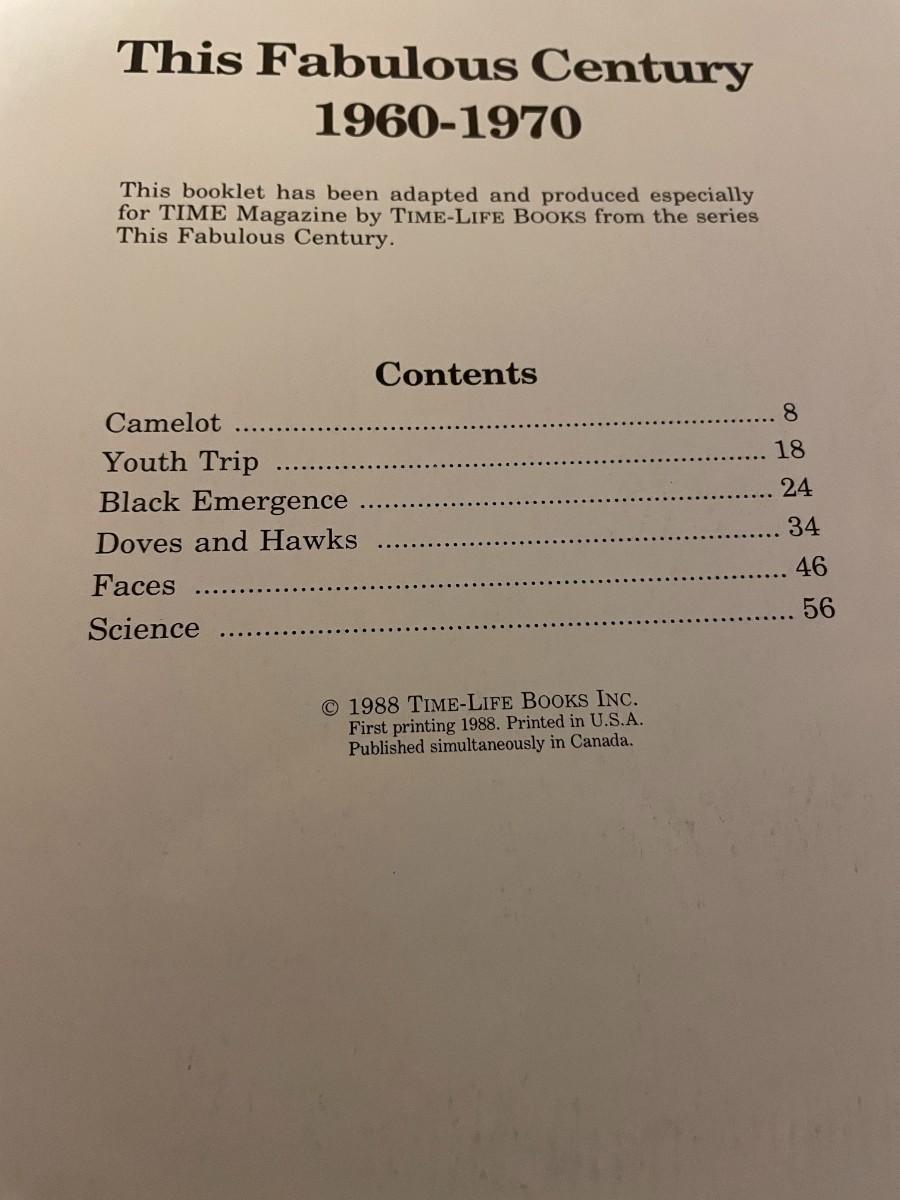 This Fabulous Century
1960-1970
This booklet has been adapted and produced especially
for TIME Magazine by TIME-LIFE BOOKS from the series
This Fabulous Century.
Contents
Camelot ........................................................................ 8
Youth Trip ................................................................ 18
Black Emergence ...................................................... 24
Doves and Hawks .................................................... 34
Faces ........................................................................... 46
Science ....................................................................... 56
© 1988 TIME-LIFE BOOKS INC.
First printing 1988. Printed in U.S.A.
Published simultaneously in Canada.